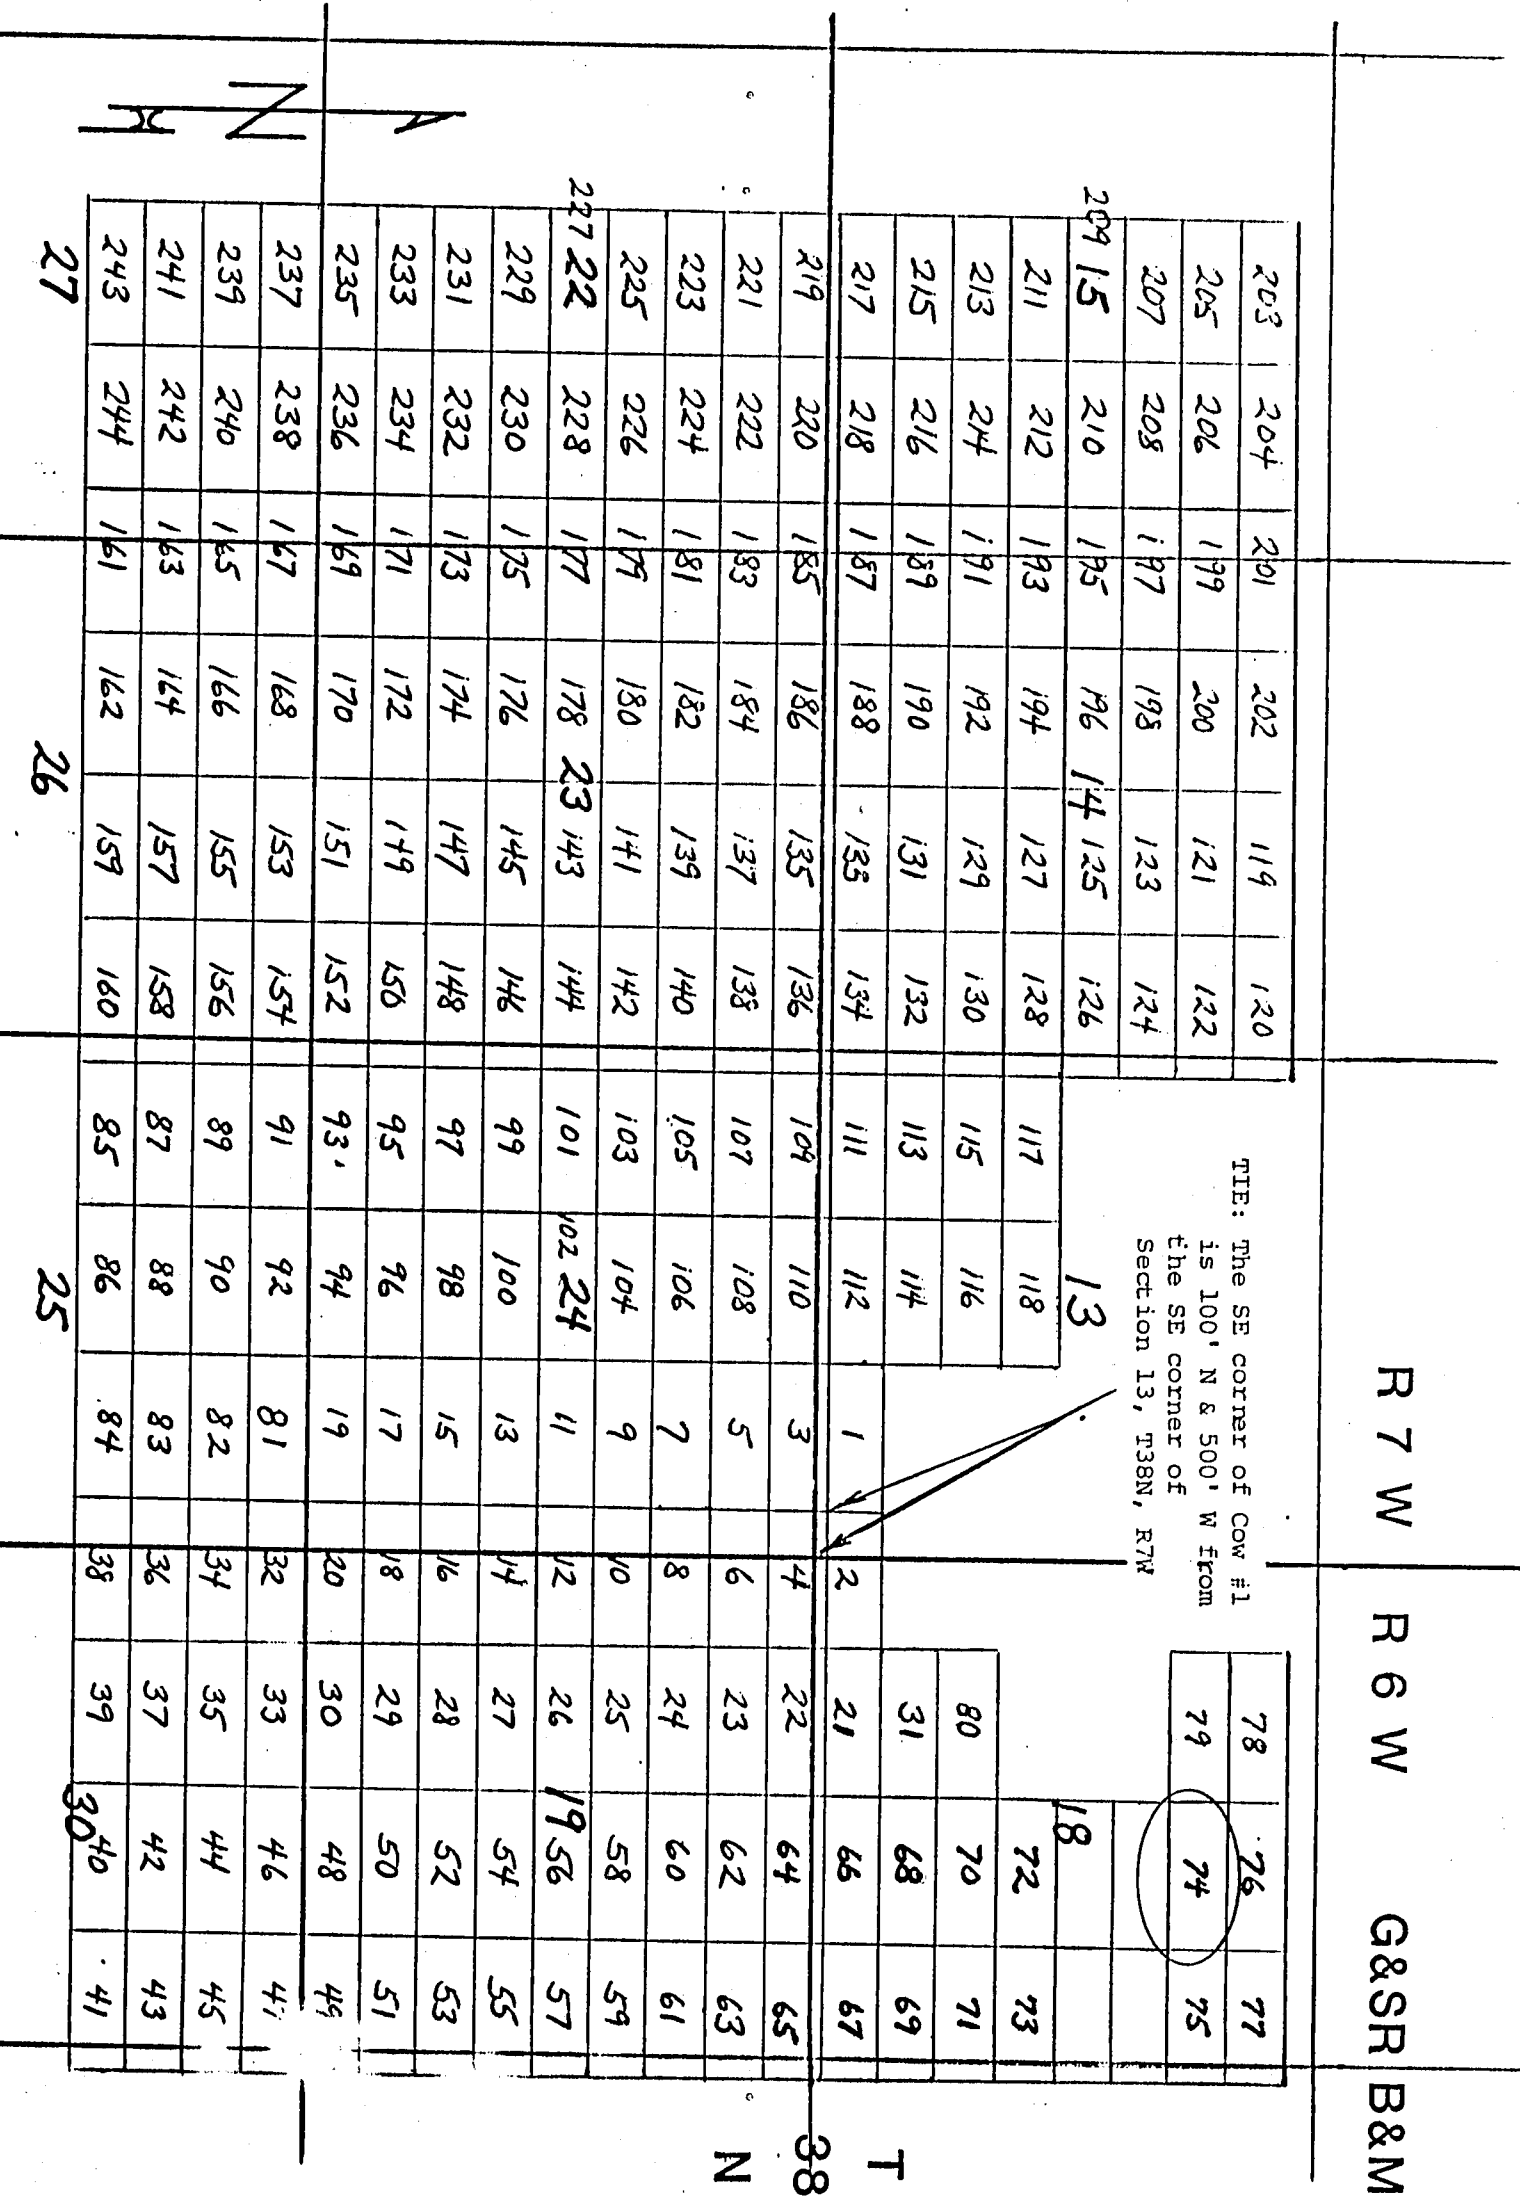 R 7 W R 6 W G&SR B&M
TIE: The SE corner of Cow #1
is 100' N & 500' W from
the SE corner of
Section 13, T38N, R7W
203 204 201 202 119 120 78 76 77
205 206 199 200 121 122 79 74 75
207 208 197 198 123 124
209 15 210 195 196 14 125 126 13 18
211 212 193 194 127 128 117 118 72 73
213 214 191 192 129 130 115 116 80 70 71
215 216 189 190 131 132 113 114 31 68 69
217 218 187 188 133 134 111 112 1 2 21 66 67
T
38
N
219 220 185 186 135 136 109 110 3 4 22 64 65
221 222 183 184 137 138 107 108 5 6 23 62 63
223 224 181 182 139 140 105 106 7 8 24 60 61
225 226 179 180 141 142 103 104 9 10 25 58 59
227 22 228 177 178 23 143 144 101 102 24 11 12 26 19 56 57
229 230 175 176 145 146 99 100 13 14 27 54 55
231 232 173 174 147 148 97 98 15 16 28 52 53
233 234 171 172 149 150 95 96 17 18 29 50 51
235 236 169 170 151 152 93 94 19 20 30 48 49
237 238 167 168 153 154 91 92 81 32 33 46
239 240 165 166 155 156 89 90 82 34 35 44 45
241 242 163 164 157 158 87 88 83 36 37 42 43
243 244 161 162 159 160 85 86 84 38 39 40 41
27 26 25 30
N